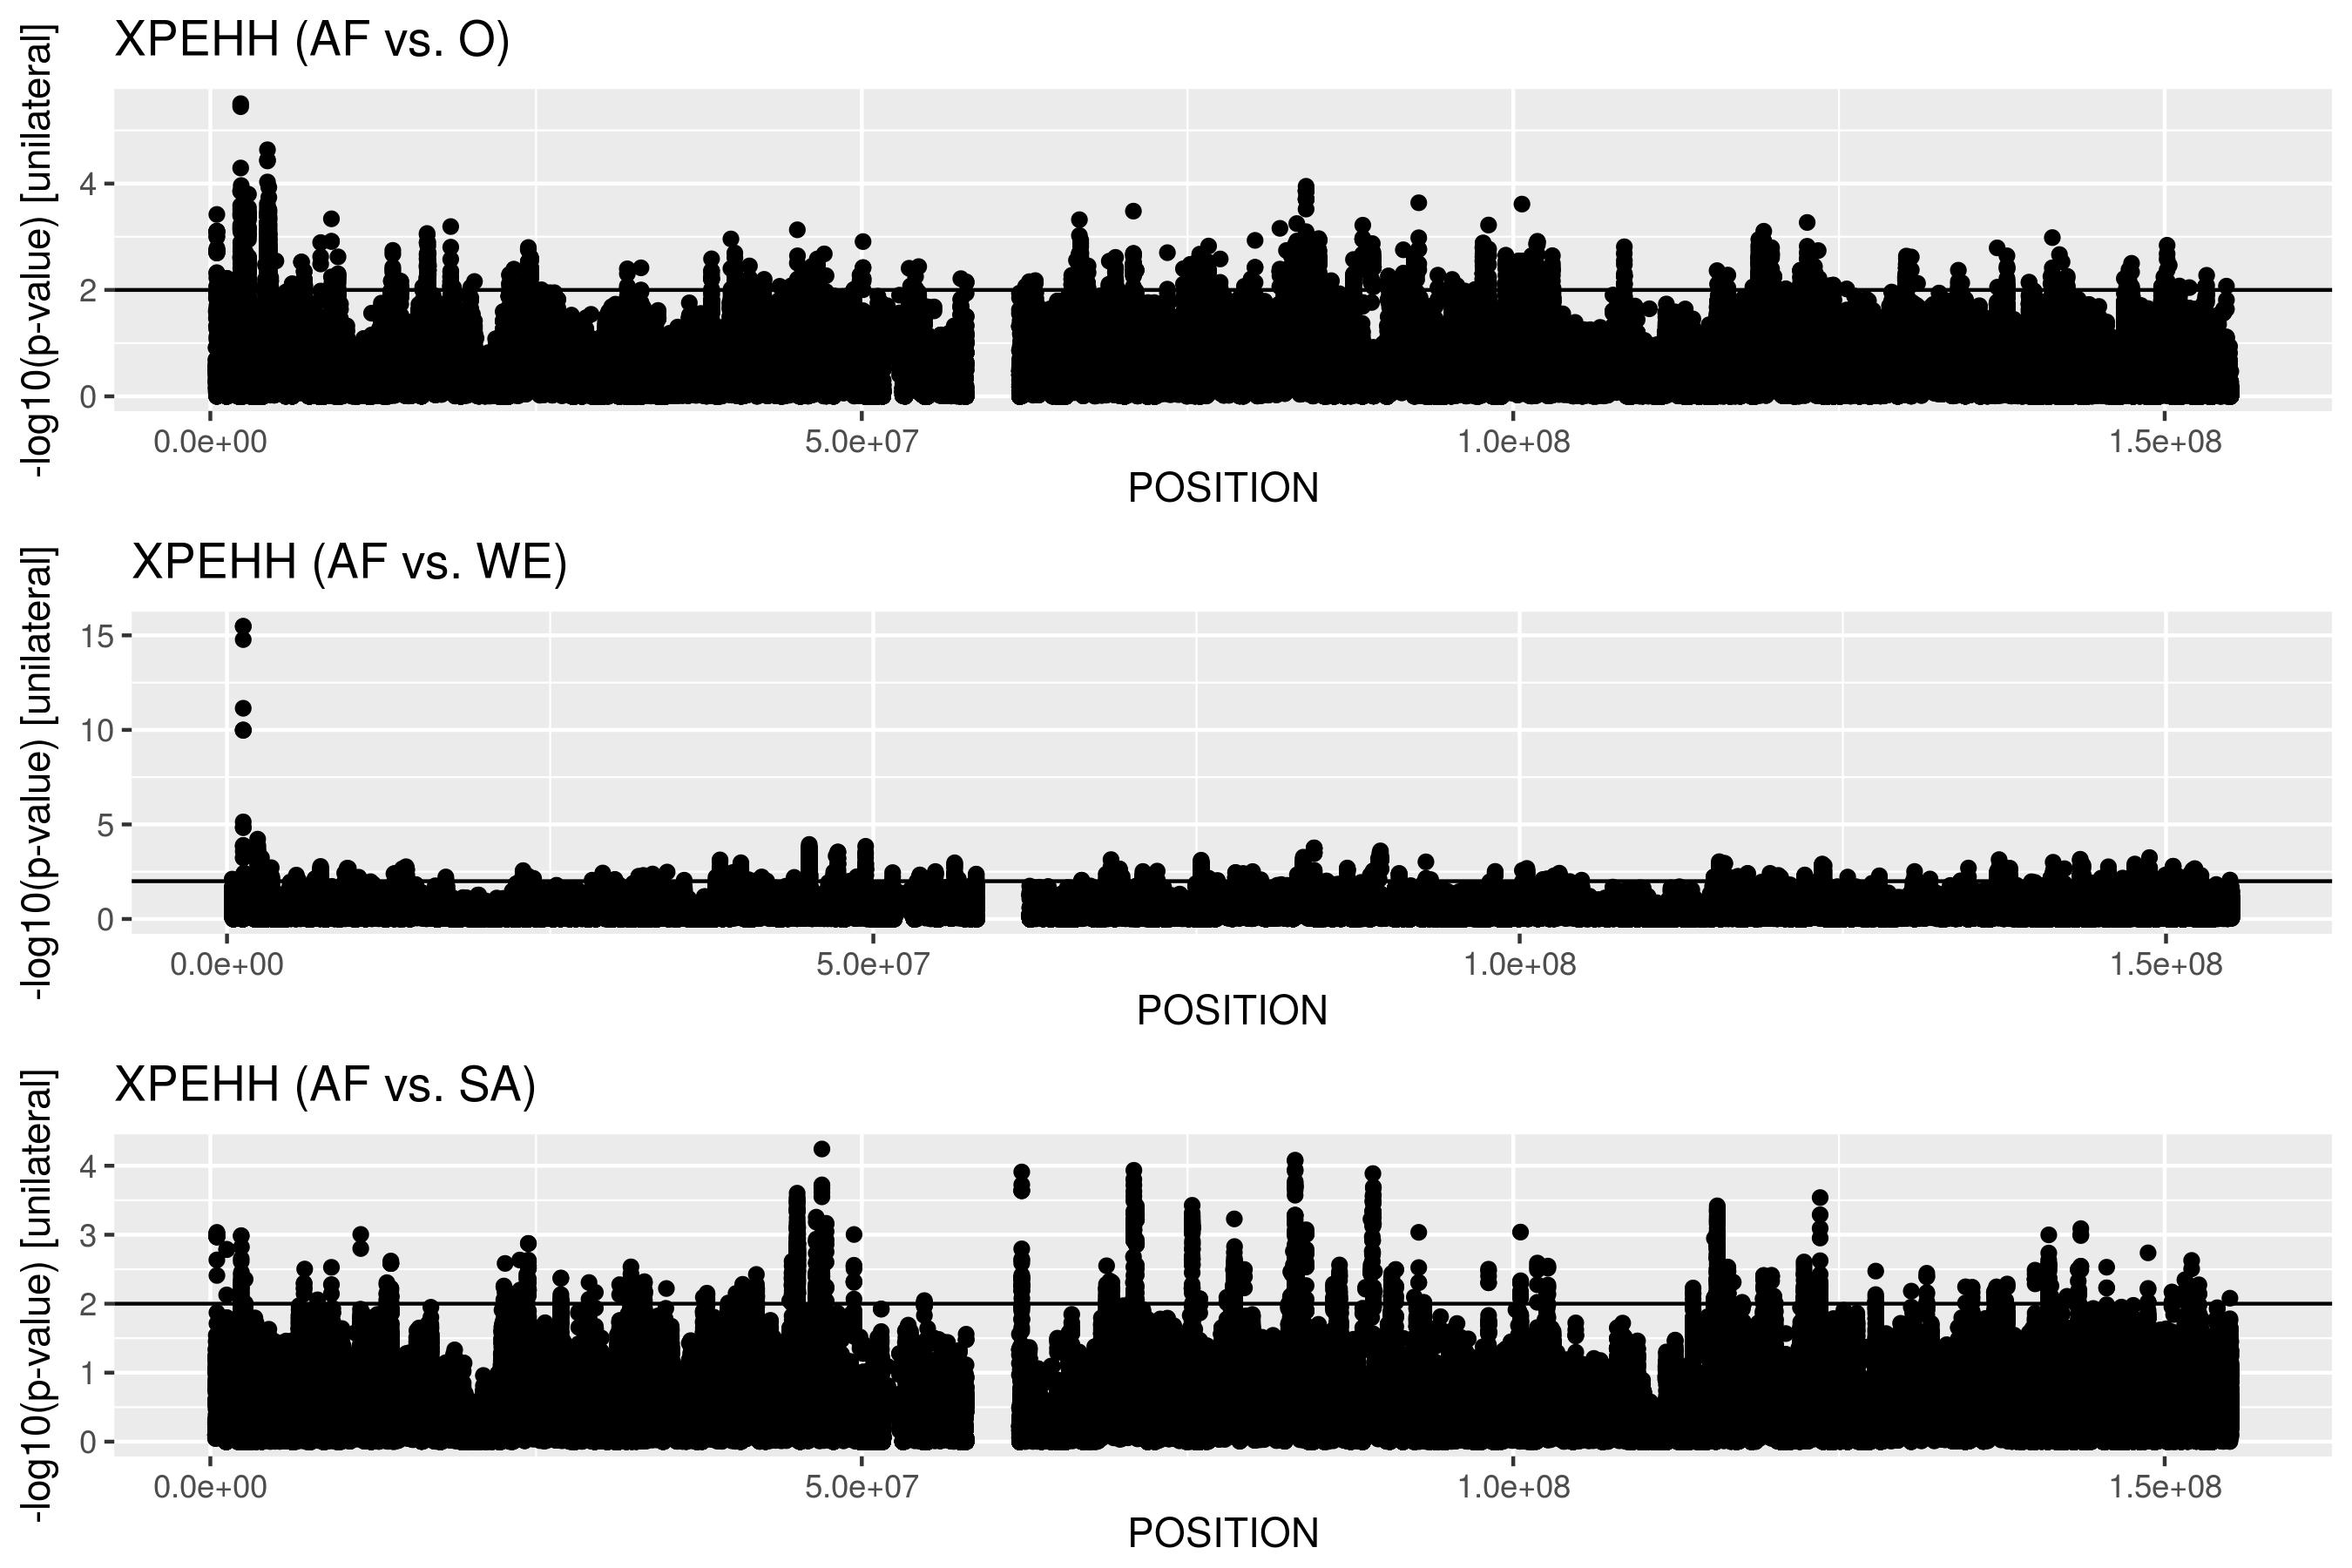 XPEHH (AF vs. O)
-log10(p-value) [unilateral]
4
2
0
0.0e+00 5.0e+07 1.0e+08 1.5e+08
POSITION
XPEHH (AF vs. WE)
-log10(p-value) [unilateral]
15
10
5
0
0.0e+00 5.0e+07 1.0e+08 1.5e+08
POSITION
XPEHH (AF vs. SA)
-log10(p-value) [unilateral]
4
3
2
1
0
0.0e+00 5.0e+07 1.0e+08 1.5e+08
POSITION